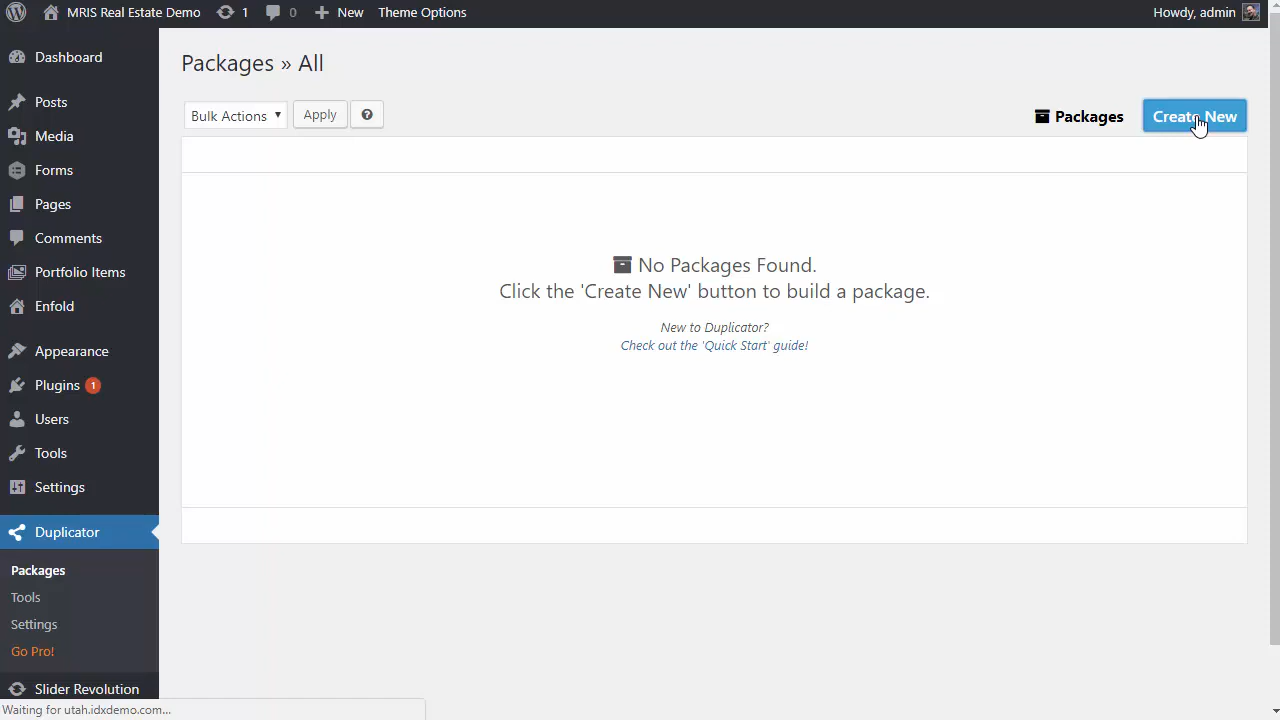 MRIS Real Estate Demo 1 0 New Theme Options Howdy, admin
Dashboard
Posts
Media
Forms
Pages
Comments
Portfolio Items
Enfold
Appearance
Plugins 1
Users
Tools
Settings
Duplicator
Packages
Tools
Settings
Go Pro!
Slider Revolution
Packages » All
Bulk Actions Apply ? Packages Create New
No Packages Found.
Click the 'Create New' button to build a package.
New to Duplicator?
Check out the 'Quick Start' guide!
Waiting for utah.idxdemo.com...